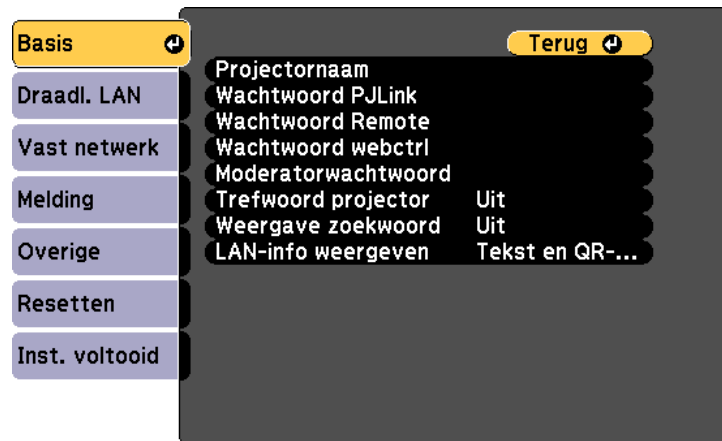 Basis
Draadl. LAN
Vast netwerk
Melding
Overige
Resetten
Inst. voltooid
Terug
Projectornaam
Wachtwoord PJLink
Wachtwoord Remote
Wachtwoord webctrl
Moderatorwachtwoord
Trefwoord projector Uit
Weergave zoekwoord Uit
LAN-info weergeven Tekst en QR-...